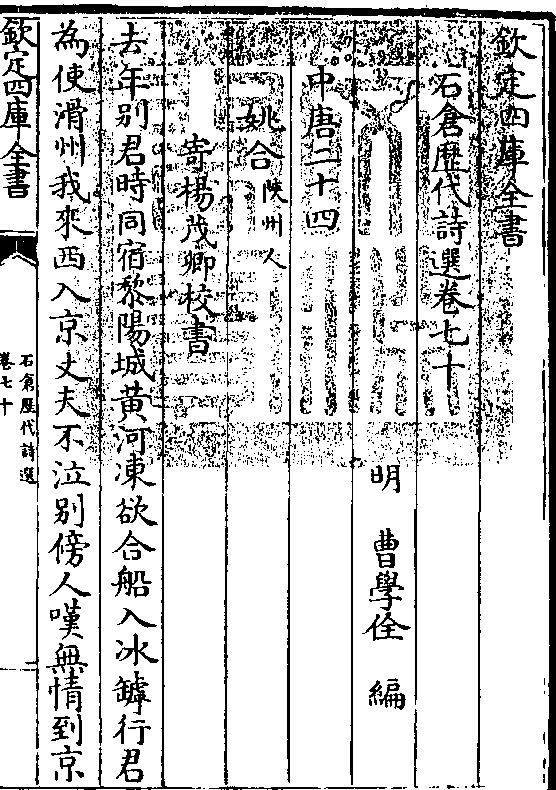 欽定四庫全書
石倉歴代詩選卷七十
明 曹學佺 編
中唐二十四
姚合陝州人
寄楊茂卿校書
去年别君時同宿黎陽城黄河凍欲合船入冰罅行君
為使滑州我來西入京丈夫不泣别傍人嘆無情到京
欽定四庫全書
石倉歴代詩選
卷七十